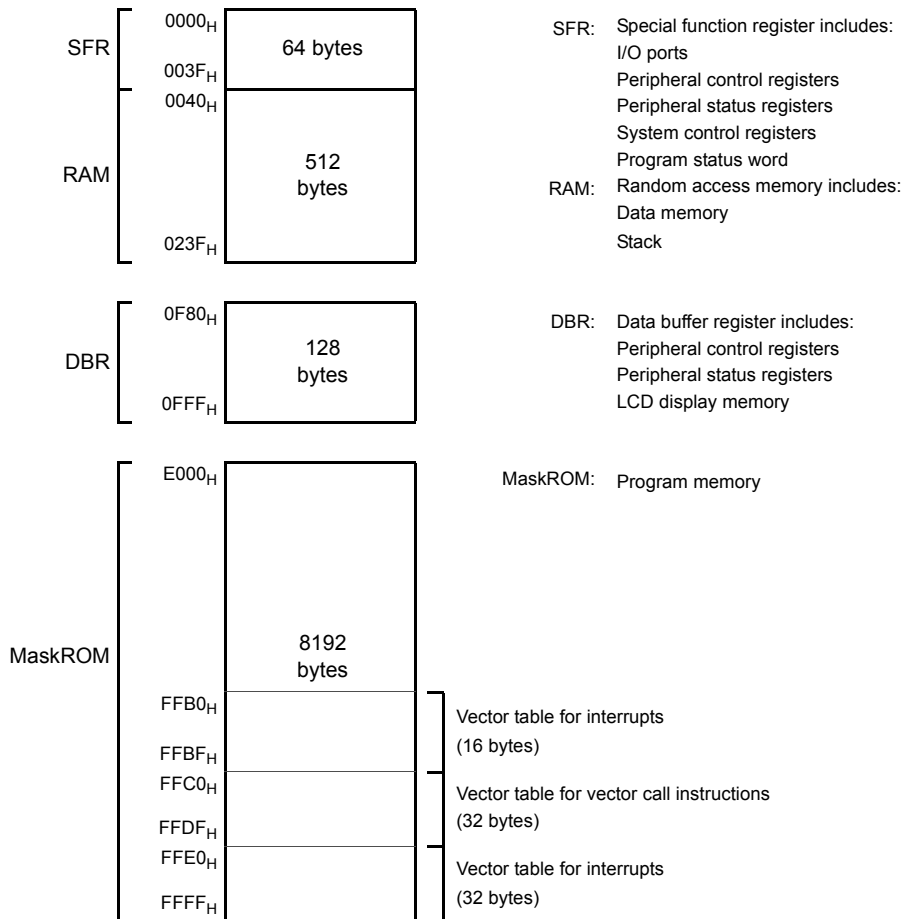 0000H
SFR
64 bytes
003FH
0040H
RAM
512
bytes
023FH
SFR: Special function register includes:
I/O ports
Peripheral control registers
Peripheral status registers
System control registers
Program status word
RAM: Random access memory includes:
Data memory
Stack
0F80H
DBR
128
bytes
0FFFH
DBR: Data buffer register includes:
Peripheral control registers
Peripheral status registers
LCD display memory
E000H
MaskROM: Program memory
MaskROM
8192
bytes
FFB0H
Vector table for interrupts
(16 bytes)
FFBFH
FFC0H
Vector table for vector call instructions
(32 bytes)
FFDFH
FFE0H
Vector table for interrupts
(32 bytes)
FFFFH